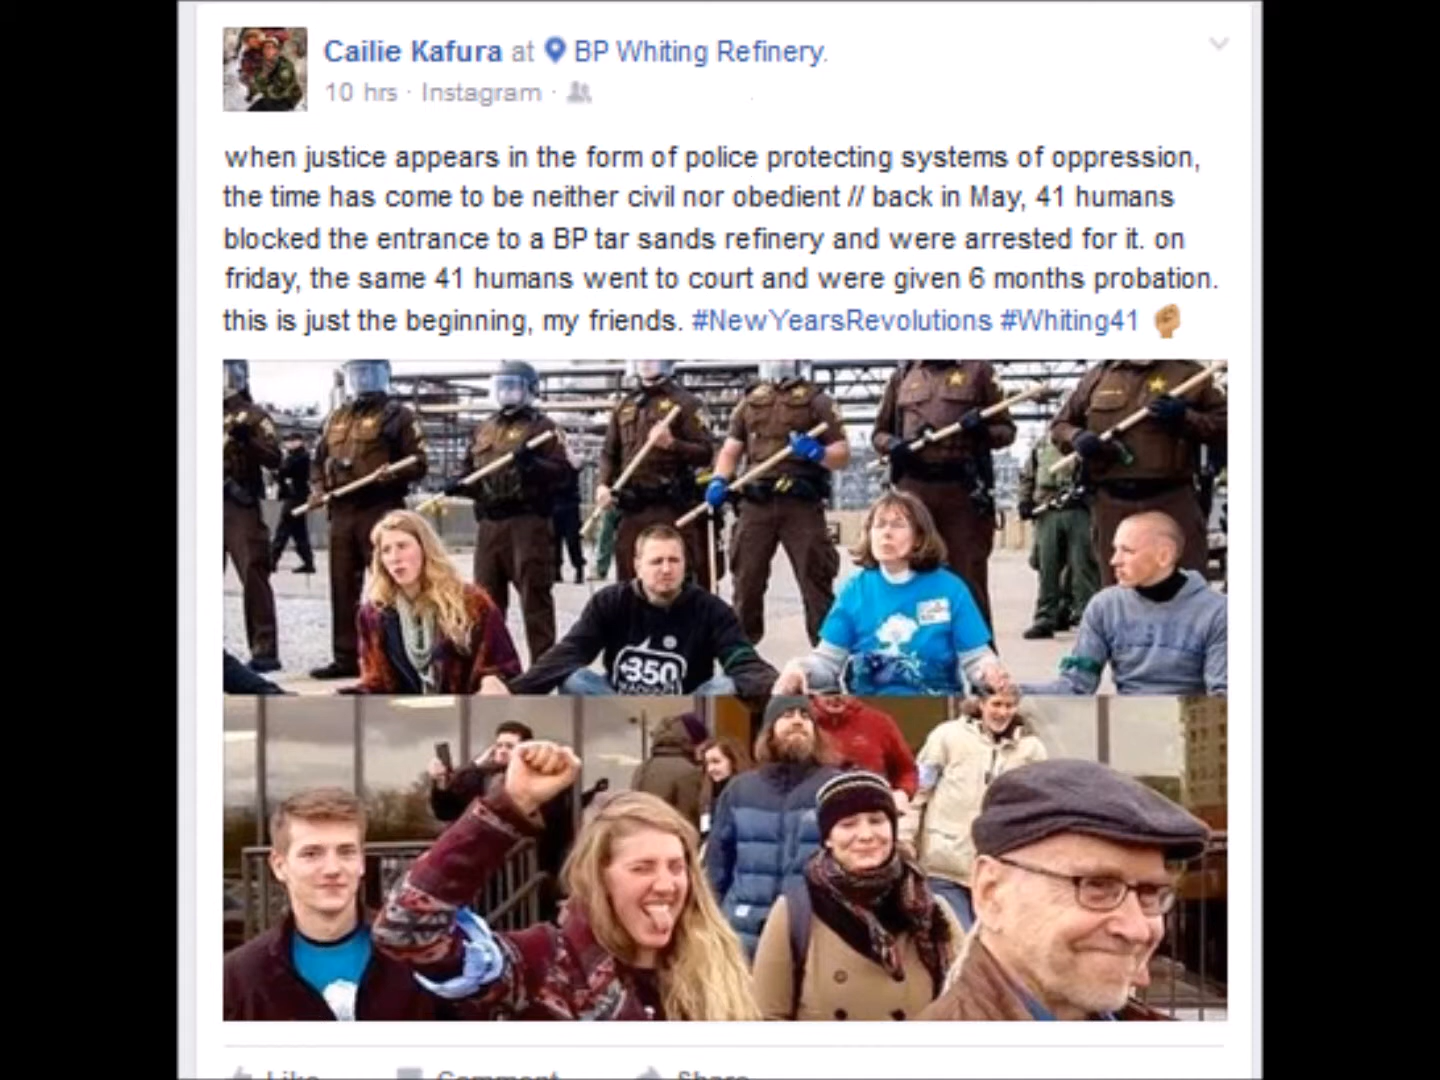 Cailie Kafura at BP Whiting Refinery.
10 hrs · Instagram ·
when justice appears in the form of police protecting systems of oppression,
the time has come to be neither civil nor obedient // back in May, 41 humans
blocked the entrance to a BP tar sands refinery and were arrested for it. on
friday, the same 41 humans went to court and were given 6 months probation.
this is just the beginning, my friends. #NewYearsRevolutions #Whiting41 ✊🏽
350
Like Comment Share